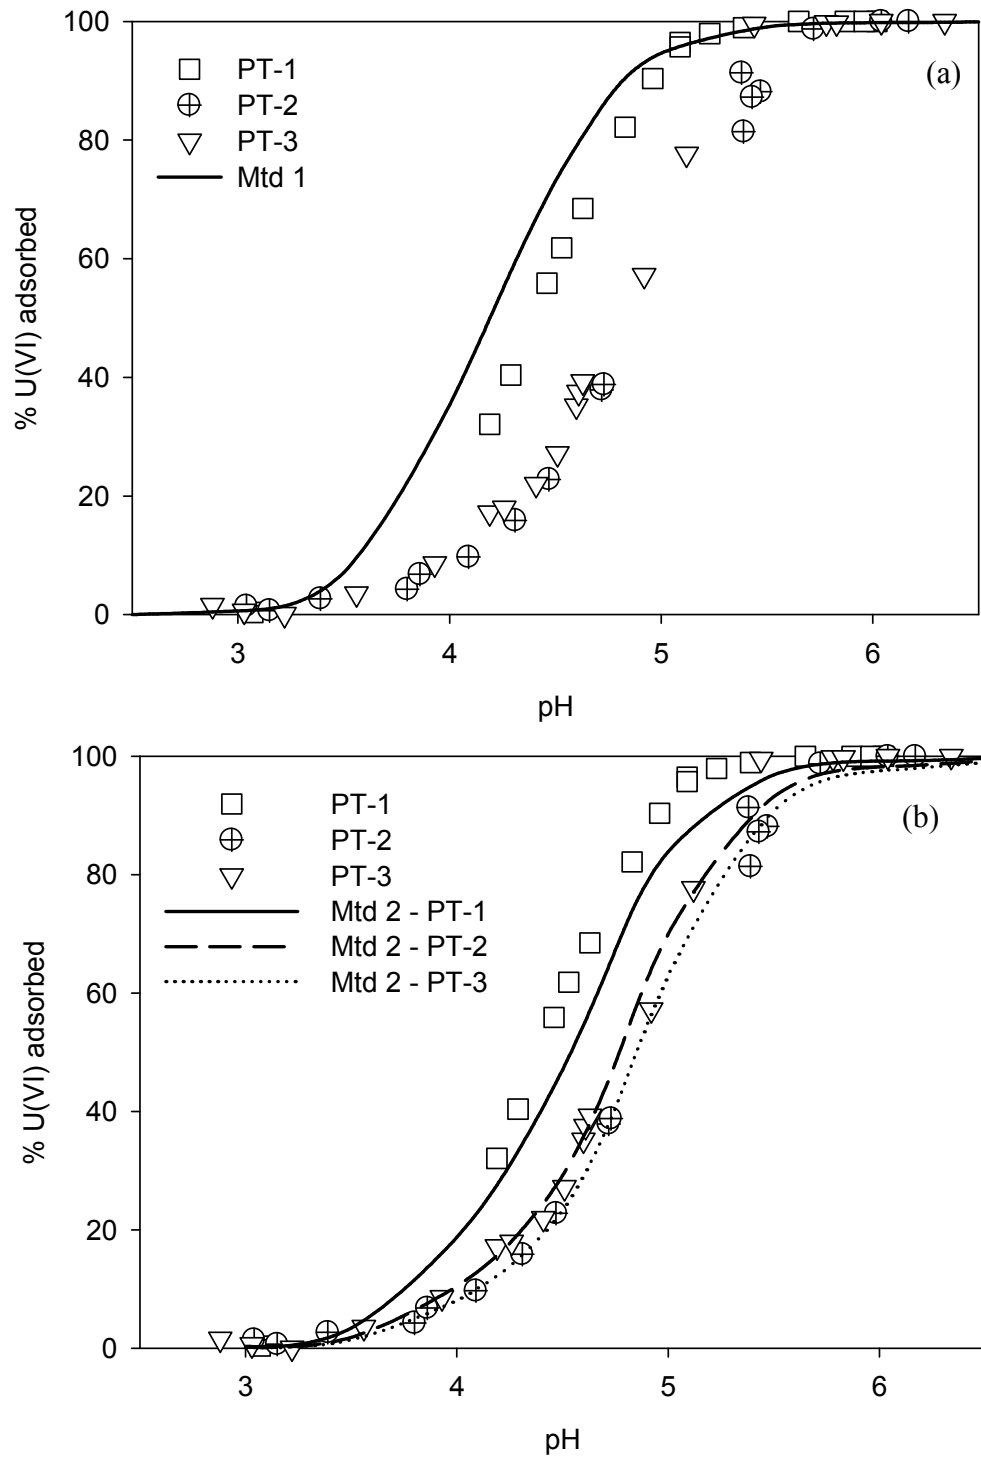 100
80
60
40
20
0
% U(VI) adsorbed
PT-1
PT-2
PT-3
Mtd 1
(a)
3 4 5 6
pH
100
80
60
40
20
0
% U(VI) adsorbed
PT-1
PT-2
PT-3
Mtd 2 - PT-1
Mtd 2 - PT-2
Mtd 2 - PT-3
(b)
3 4 5 6
pH